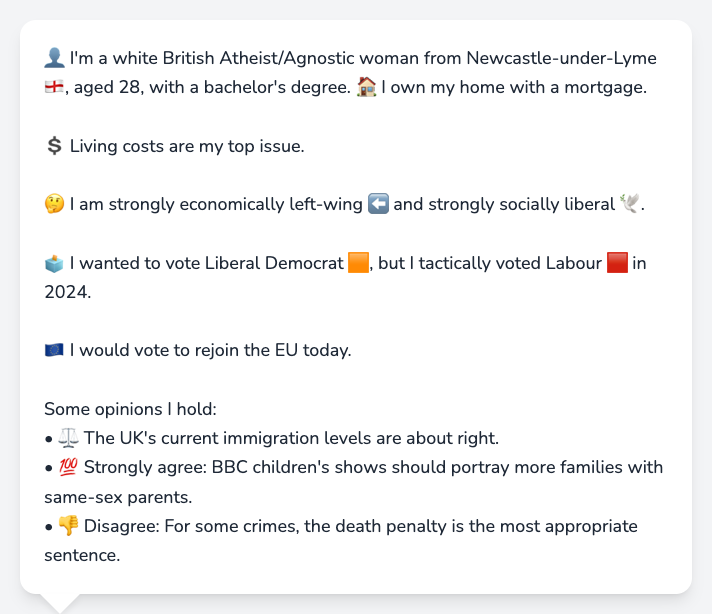 👤 I'm a white British Atheist/Agnostic woman from Newcastle-under-Lyme
🏴󠁧󠁢󠁥󠁮󠁧󠁿, aged 28, with a bachelor's degree. 🏠 I own my home with a mortgage.
💲 Living costs are my top issue.
🤔 I am strongly economically left-wing ⬅️ and strongly socially liberal 🕊️.
🗳️ I wanted to vote Liberal Democrat 🟧, but I tactically voted Labour 🟥 in
2024.
🇪🇺 I would vote to rejoin the EU today.
Some opinions I hold:
• ⚖️ The UK's current immigration levels are about right.
• 💯 Strongly agree: BBC children's shows should portray more families with
same-sex parents.
• 👎 Disagree: For some crimes, the death penalty is the most appropriate
sentence.